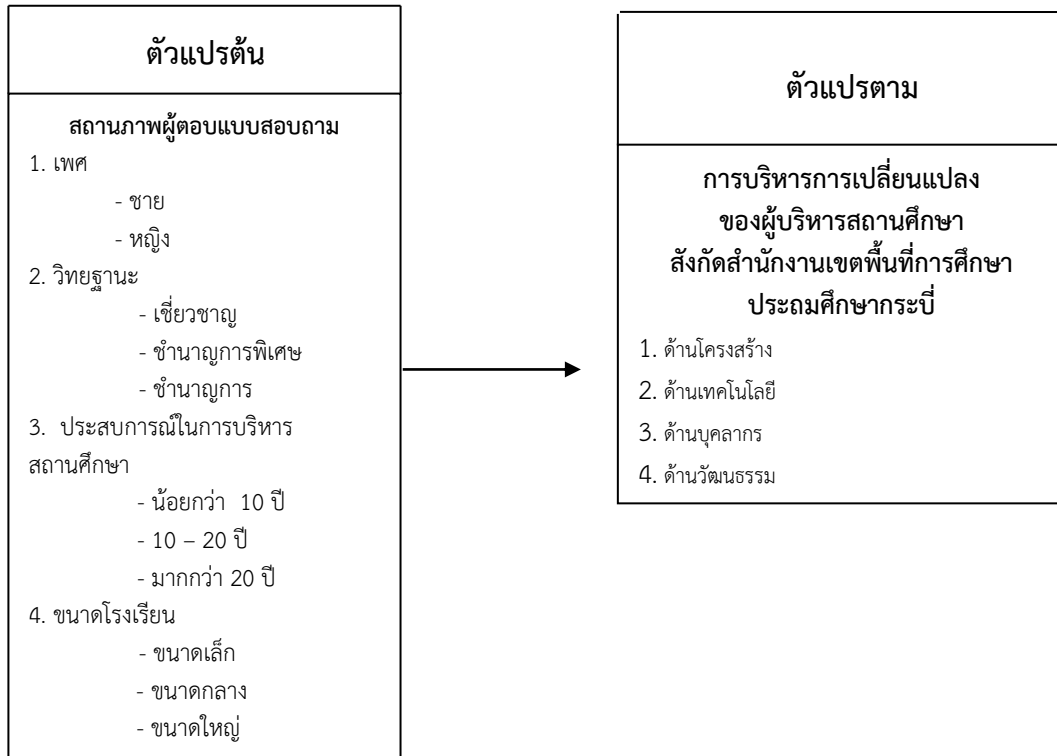 ตัวแปรต้น
สถานภาพผู้ตอบแบบสอบถาม
1. เพศ
- ชาย
- หญิง
2. วิทยฐานะ
- เชี่ยวชาญ
- ชำนาญการพิเศษ
- ชำนาญการ
3. ประสบการณ์ในการบริหาร
สถานศึกษา
- น้อยกว่า 10 ปี
- 10 – 20 ปี
- มากกว่า 20 ปี
4. ขนาดโรงเรียน
- ขนาดเล็ก
- ขนาดกลาง
- ขนาดใหญ่
ตัวแปรตาม
การบริหารการเปลี่ยนแปลง
ของผู้บริหารสถานศึกษา
สังกัดสำนักงานเขตพื้นที่การศึกษา
ประถมศึกษากระบี่
1. ด้านโครงสร้าง
2. ด้านเทคโนโลยี
3. ด้านบุคลากร
4. ด้านวัฒนธรรม